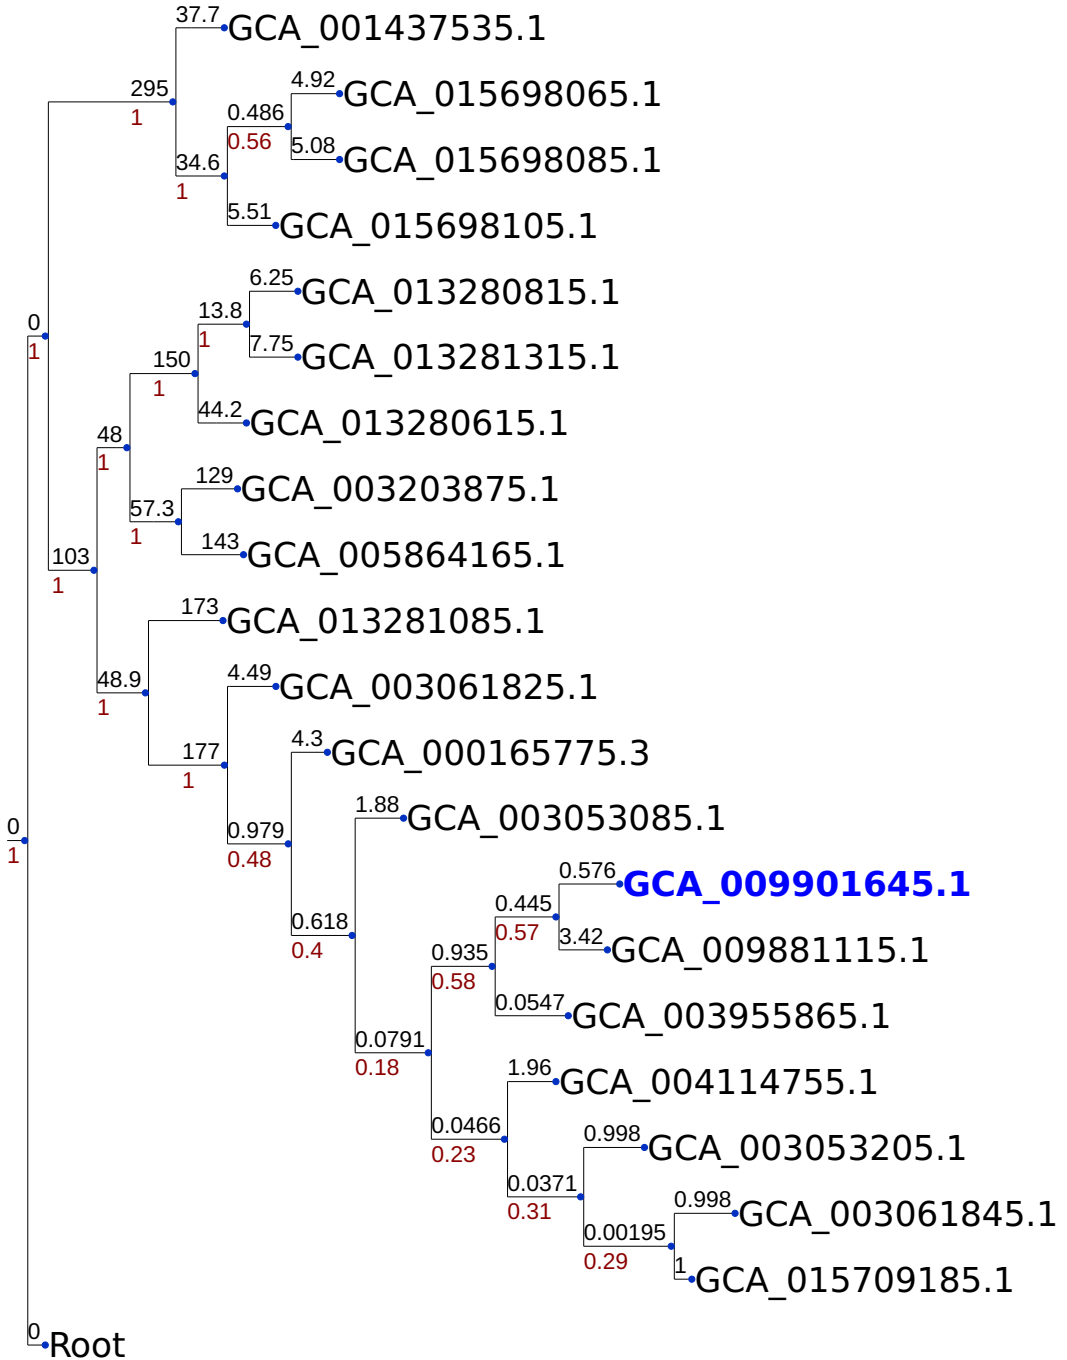 37.7
GCA_001437535.1
4.92
GCA_015698065.1
295
1
0.486
0.56
5.08
GCA_015698085.1
34.6
1
5.51
GCA_015698105.1
6.25
GCA_013280815.1
13.8
1
0
1
7.75
GCA_013281315.1
150
1
44.2
GCA_013280615.1
48
1
129
GCA_003203875.1
57.3
1
143
GCA_005864165.1
103
1
173
GCA_013281085.1
48.9
1
4.49
GCA_003061825.1
177
1
4.3
GCA_000165775.3
1.88
GCA_003053085.1
0
1
0.979
0.48
0.576
GCA_009901645.1
0.445
0.57
0.618
0.4
3.42
GCA_009881115.1
0.935
0.58
0.0547
GCA_003955865.1
0.0791
0.18
1.96
GCA_004114755.1
0.0466
0.23
0.998
GCA_003053205.1
0.0371
0.31
0.998
GCA_003061845.1
0.00195
0.29
1
GCA_015709185.1
0
Root